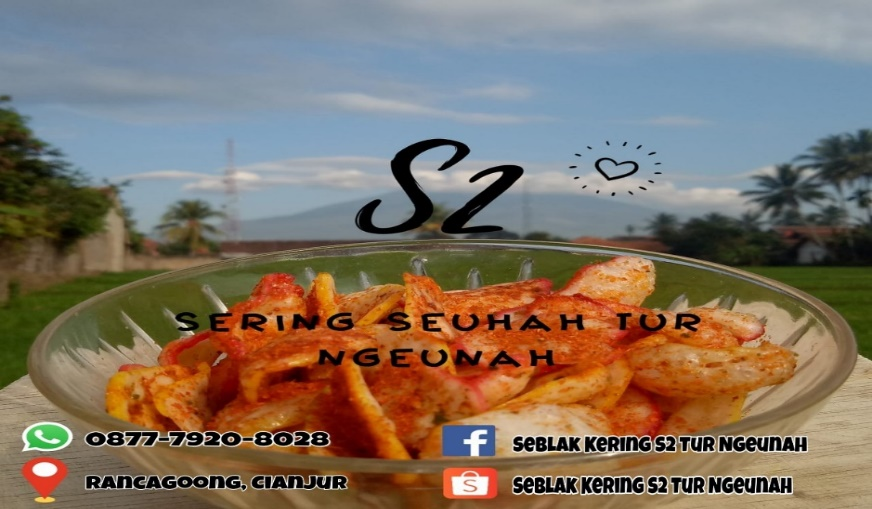 S2
SERING SEUHAH TUR
NGEUNAH
0877-7920-8028
RANCAGOONG, CIANJUR
SEBLAK KERING S2 TUR NGEUNAH
SEBLAK KERING S2 TUR NGEUNAH